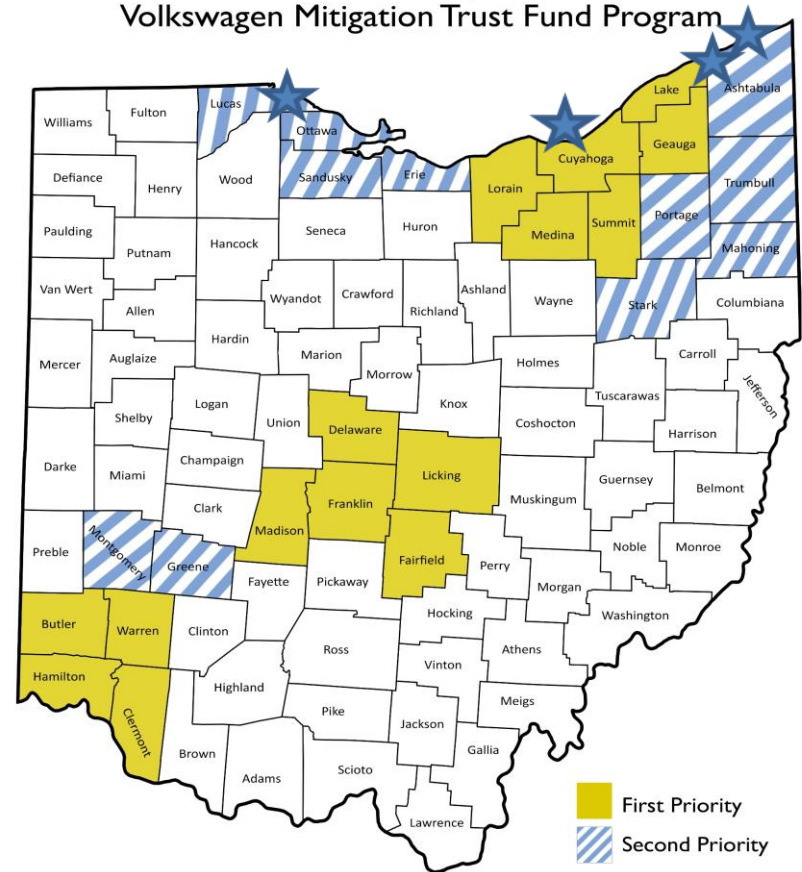 Volkswagen Mitigation Trust Fund Program
Williams
Fulton
Lucas
Ottawa
Lake
Ashtabula
Geauga
Cuyahoga
Defiance
Henry
Wood
Sandusky
Erie
Lorain
Trumbull
Portage
Summit
Medina
Paulding
Putnam
Hancock
Seneca
Huron
Mahoning
Van Wert
Allen
Wyandot
Crawford
Richland
Ashland
Wayne
Stark
Columbiana
Mercer
Auglaize
Hardin
Marion
Morrow
Holmes
Carroll
Jefferson
Tuscarawas
Harrison
Shelby
Logan
Union
Delaware
Knox
Coshocton
Darke
Miami
Champaign
Clark
Madison
Franklin
Licking
Muskingum
Guernsey
Belmont
Preble
Montgomery
Greene
Fayette
Pickaway
Fairfield
Perry
Morgan
Noble
Monroe
Butler
Warren
Clinton
Ross
Hocking
Washington
Athens
Hamilton
Clermont
Highland
Vinton
Meigs
Brown
Adams
Pike
Jackson
Gallia
Scioto
Lawrence
First Priority
Second Priority